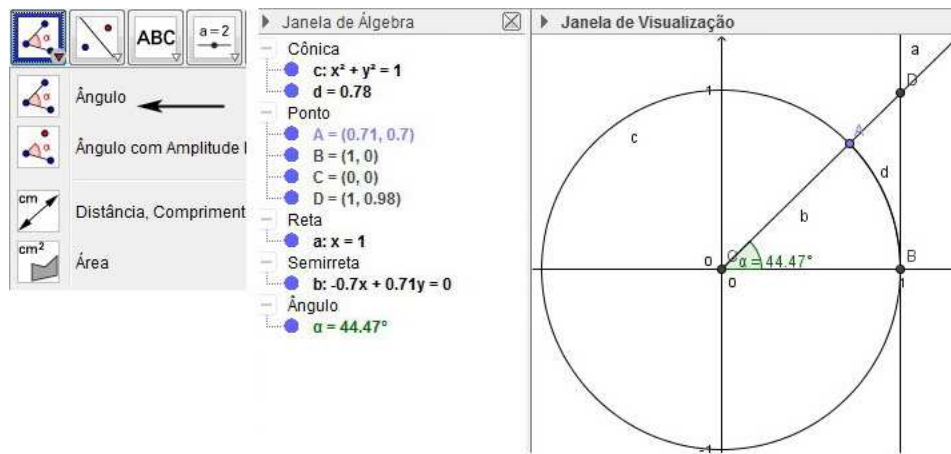 α
ABC
a=2
α
Ângulo
α
Ângulo com Amplitude
cm
Distância, Compriment
cm²
Área
Janela de Álgebra
Cônica
c: x² + y² = 1
d = 0.78
Ponto
A = (0.71, 0.7)
B = (1, 0)
C = (0, 0)
D = (1, 0.98)
Reta
a: x = 1
Semirreta
b: -0.7x + 0.71y = 0
Ângulo
α = 44.47°
Janela de Visualização
a
D
1
A
c
d
b
0
C
α = 44.47°
B
0
1
-1